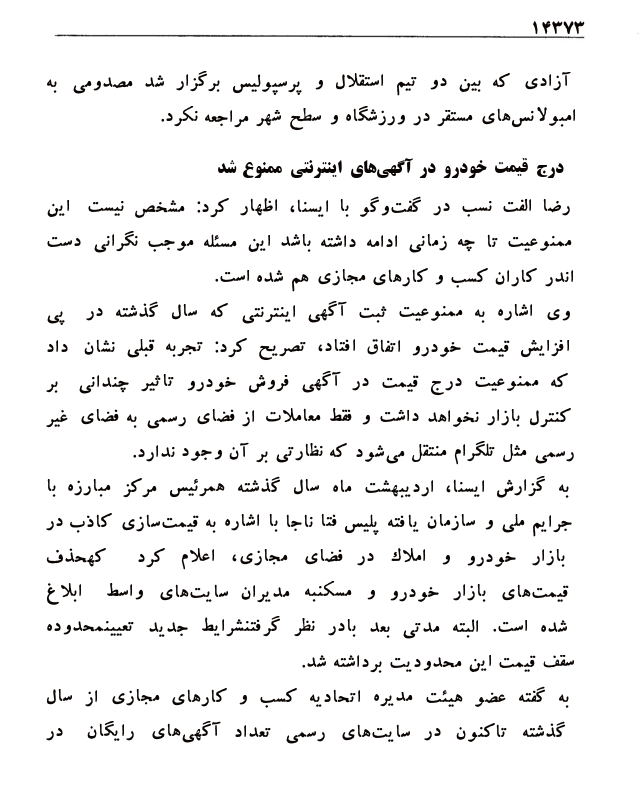 ۱۴۳۷۳
آزادی که بین دو تیم استقلال و پرسپولیس برگزار شد مصدومی به
امبولانس‌های مستقر در ورزشگاه و سطح شهر مراجعه نکرد.
درج قیمت خودرو در آگهی‌های اینترنتی ممنوع شد
رضا الفت نسب در گفت‌وگو با ایسنا، اظهار کرد: مشخص نیست این
ممنوعیت تا چه زمانی ادامه داشته باشد این مسئله موجب نگرانی دست
اندر کاران کسب و کارهای مجازی هم شده است.
وی اشاره به ممنوعیت ثبت آگهی اینترنتی که سال گذشته در پی
افزایش قیمت خودرو اتفاق افتاد، تصریح کرد: تجربه قبلی نشان داد
که ممنوعیت درج قیمت در آگهی فروش خودرو تاثیر چندانی بر
کنترل بازار نخواهد داشت و فقط معاملات از فضای رسمی به فضای غیر
رسمی مثل تلگرام منتقل می‌شود که نظارتی بر آن وجود ندارد.
به گزارش ایسنا، اردیبهشت ماه سال گذشته همرئیس مرکز مبارزه با
جرایم ملی و سازمان یافته پلیس فتا ناجا با اشاره به قیمت‌سازی کاذب در
بازار خودرو و املاك در فضای مجازی، اعلام کرد کهحذف
قیمت‌های بازار خودرو و مسکنبه مدیران سایت‌های واسط ابلاغ
شده است. البته مدتی بعد بادر نظر گرفتنشرایط جدید تعیینمحدوده
سقف قیمت این محدودیت برداشته شد.
به گفته عضو هیئت مدیره اتحادیه کسب و کارهای مجازی از سال
گذشته تاکنون در سایت‌های رسمی تعداد آگهی‌های رایگان در